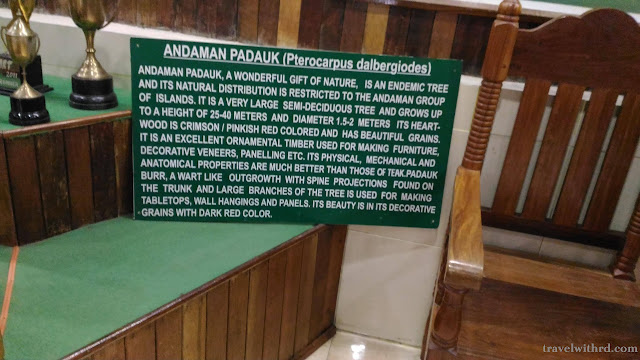 ANDAMAN PADAUK (Pterocarpus dalbergiodes)
ANDAMAN PADAUK, A WONDERFUL GIFT OF NATURE, IS AN ENDEMIC TREE
AND ITS NATURAL DISTRIBUTION IS RESTRICTED TO THE ANDAMAN GROUP
OF ISLANDS. IT IS A VERY LARGE SEMI-DECIDUOUS TREE AND GROWS UP
TO A HEIGHT OF 25-40 METERS AND DIAMETER 1.5-2 METERS ITS HEART-
WOOD IS CRIMSON / PINKISH RED COLORED AND HAS BEAUTIFUL GRAINS.
IT IS AN EXCELLENT ORNAMENTAL TIMBER USED FOR MAKING FURNITURE,
DECORATIVE VENEERS, PANELLING ETC. ITS PHYSICAL, MECHANICAL AND
ANATOMICAL PROPERTIES ARE MUCH BETTER THAN THOSE OF TEAK.PADAUK
BURR, A WART LIKE OUTGROWTH WITH SPINE PROJECTIONS FOUND ON
THE TRUNK AND LARGE BRANCHES OF THE TREE IS USED FOR MAKING
TABLETOPS, WALL HANGINGS AND PANELS. ITS BEAUTY IS IN ITS DECORATIVE
GRAINS WITH DARK RED COLOR.
travelwithrd.com